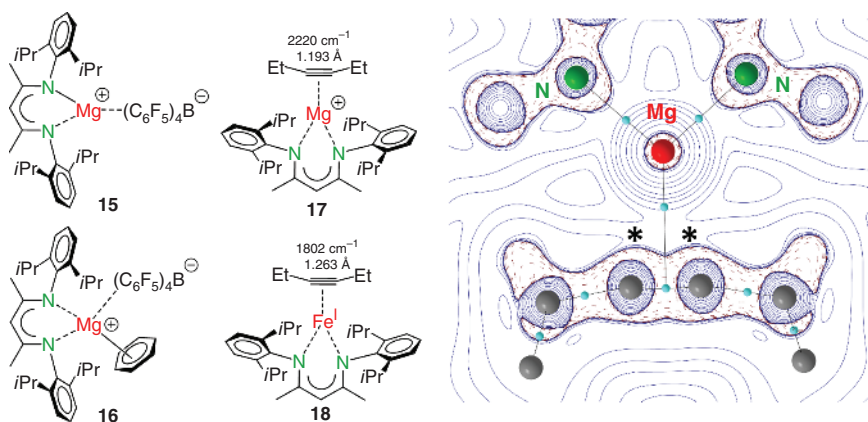 iPr
iPr
N
Mg
⊕
(C6F5)4B
⊖
N
iPr
iPr
15
2220 cm−1
1.193 Å
Et
Et
Mg
⊕
iPr
iPr
N
N
iPr
iPr
17
iPr
iPr
(C6F5)4B
⊖
N
Mg
⊕
N
iPr
iPr
16
1802 cm−1
1.263 Å
Et
Et
FeI
iPr
iPr
N
N
iPr
iPr
18
N
Mg
N
* *